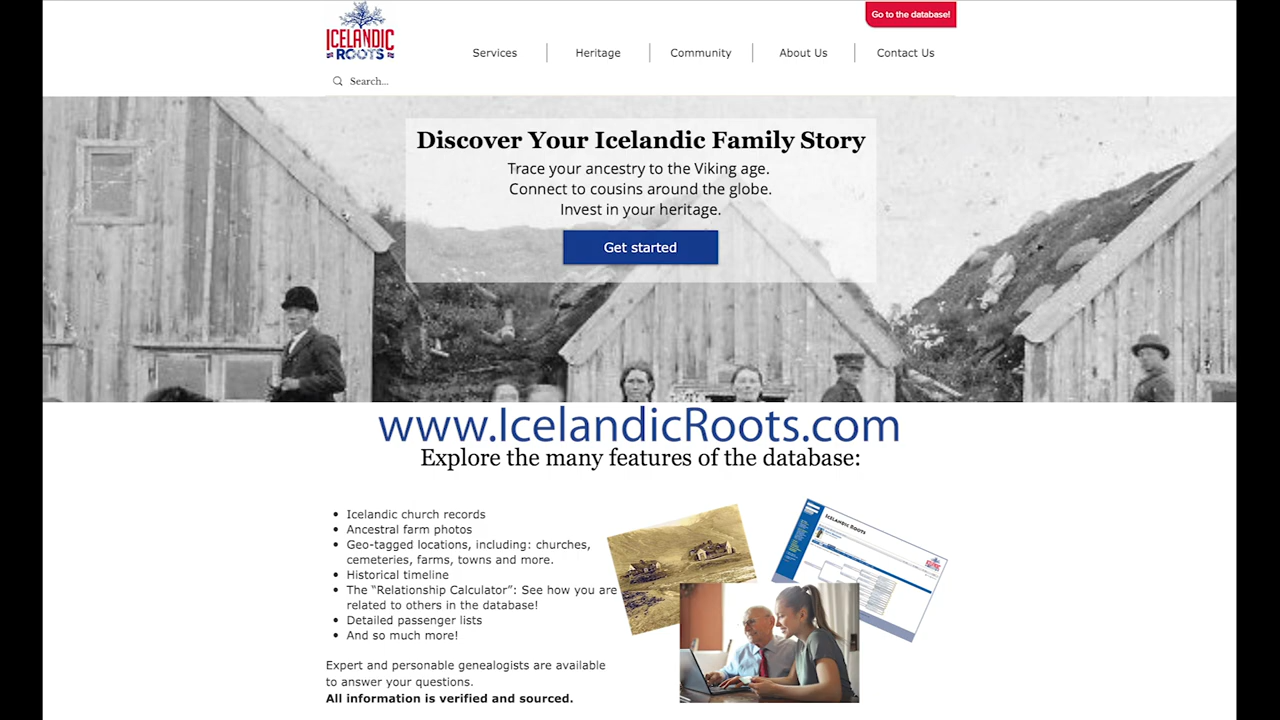 Go to the database!
ICELANDIC
ROOTS
Services
Heritage
Community
About Us
Contact Us
Search...
Discover Your Icelandic Family Story
Trace your ancestry to the Viking age.
Connect to cousins around the globe.
Invest in your heritage.
Get started
www.IcelandicRoots.com
Explore the many features of the database:
• Icelandic church records
• Ancestral farm photos
• Geo-tagged locations, including: churches,
cemeteries, farms, towns and more.
• Historical timeline
• The “Relationship Calculator”: See how you are
related to others in the database!
• Detailed passenger lists
• And so much more!
Expert and personable genealogists are available
to answer your questions.
All information is verified and sourced.
ICELANDIC ROOTS